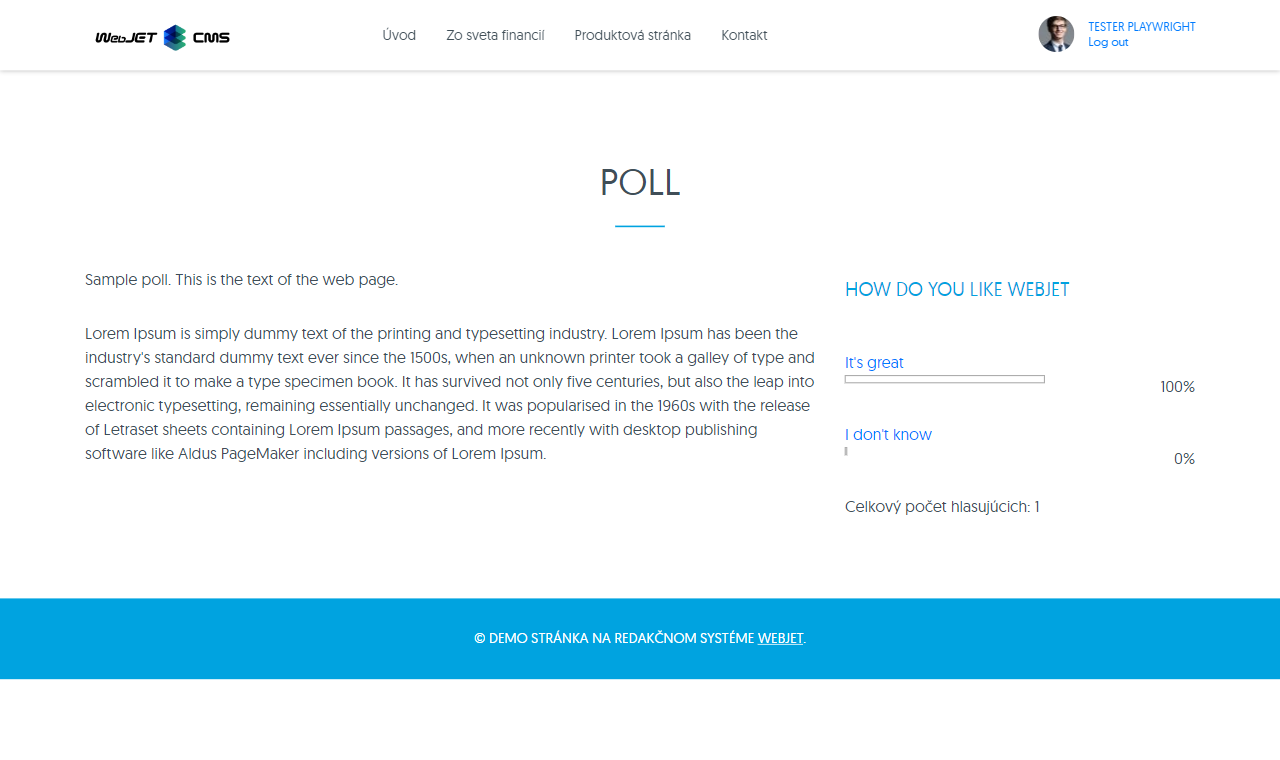 WebJET CMS
Úvod
Zo sveta financií
Produktová stránka
Kontakt
TESTER PLAYWRIGHT
Log out
POLL
Sample poll. This is the text of the web page.
Lorem Ipsum is simply dummy text of the printing and typesetting industry. Lorem Ipsum has been the
industry's standard dummy text ever since the 1500s, when an unknown printer took a galley of type and
scrambled it to make a type specimen book. It has survived not only five centuries, but also the leap into
electronic typesetting, remaining essentially unchanged. It was popularised in the 1960s with the release
of Letraset sheets containing Lorem Ipsum passages, and more recently with desktop publishing
software like Aldus PageMaker including versions of Lorem Ipsum.
HOW DO YOU LIKE WEBJET
It's great
100%
I don't know
0%
Celkový počet hlasujúcich: 1
© DEMO STRÁNKA NA REDAKČNOM SYSTÉME WEBJET.